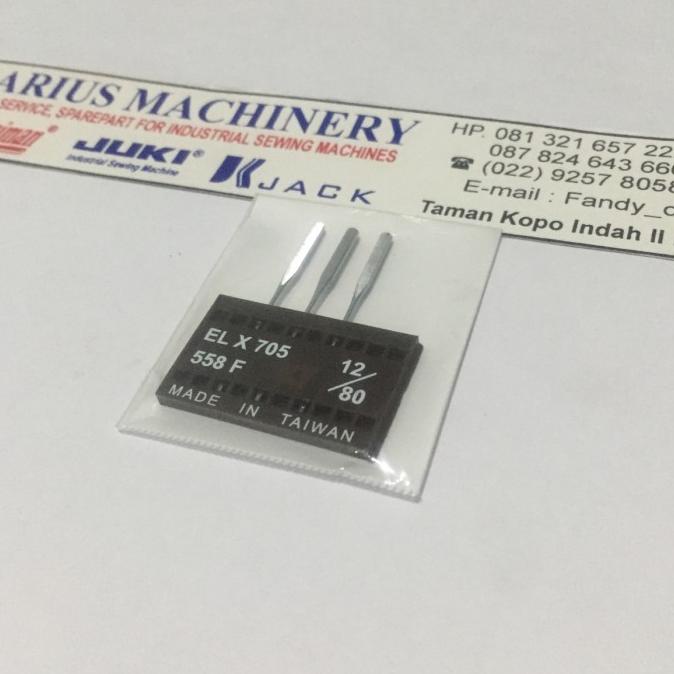 ARIUS MACHINERY
SERVICE, SPAREPART FOR INDUSTRIAL SEWING MACHINES
JUKI®
Industrial Sewing Machine
JACK
HP. 081 321 657 22
087 824 643 66
(022) 9257 8058
E-mail : Fandy_
Taman Kopo Indah II
EL X 705
558 F
12/80
MADE IN TAIWAN